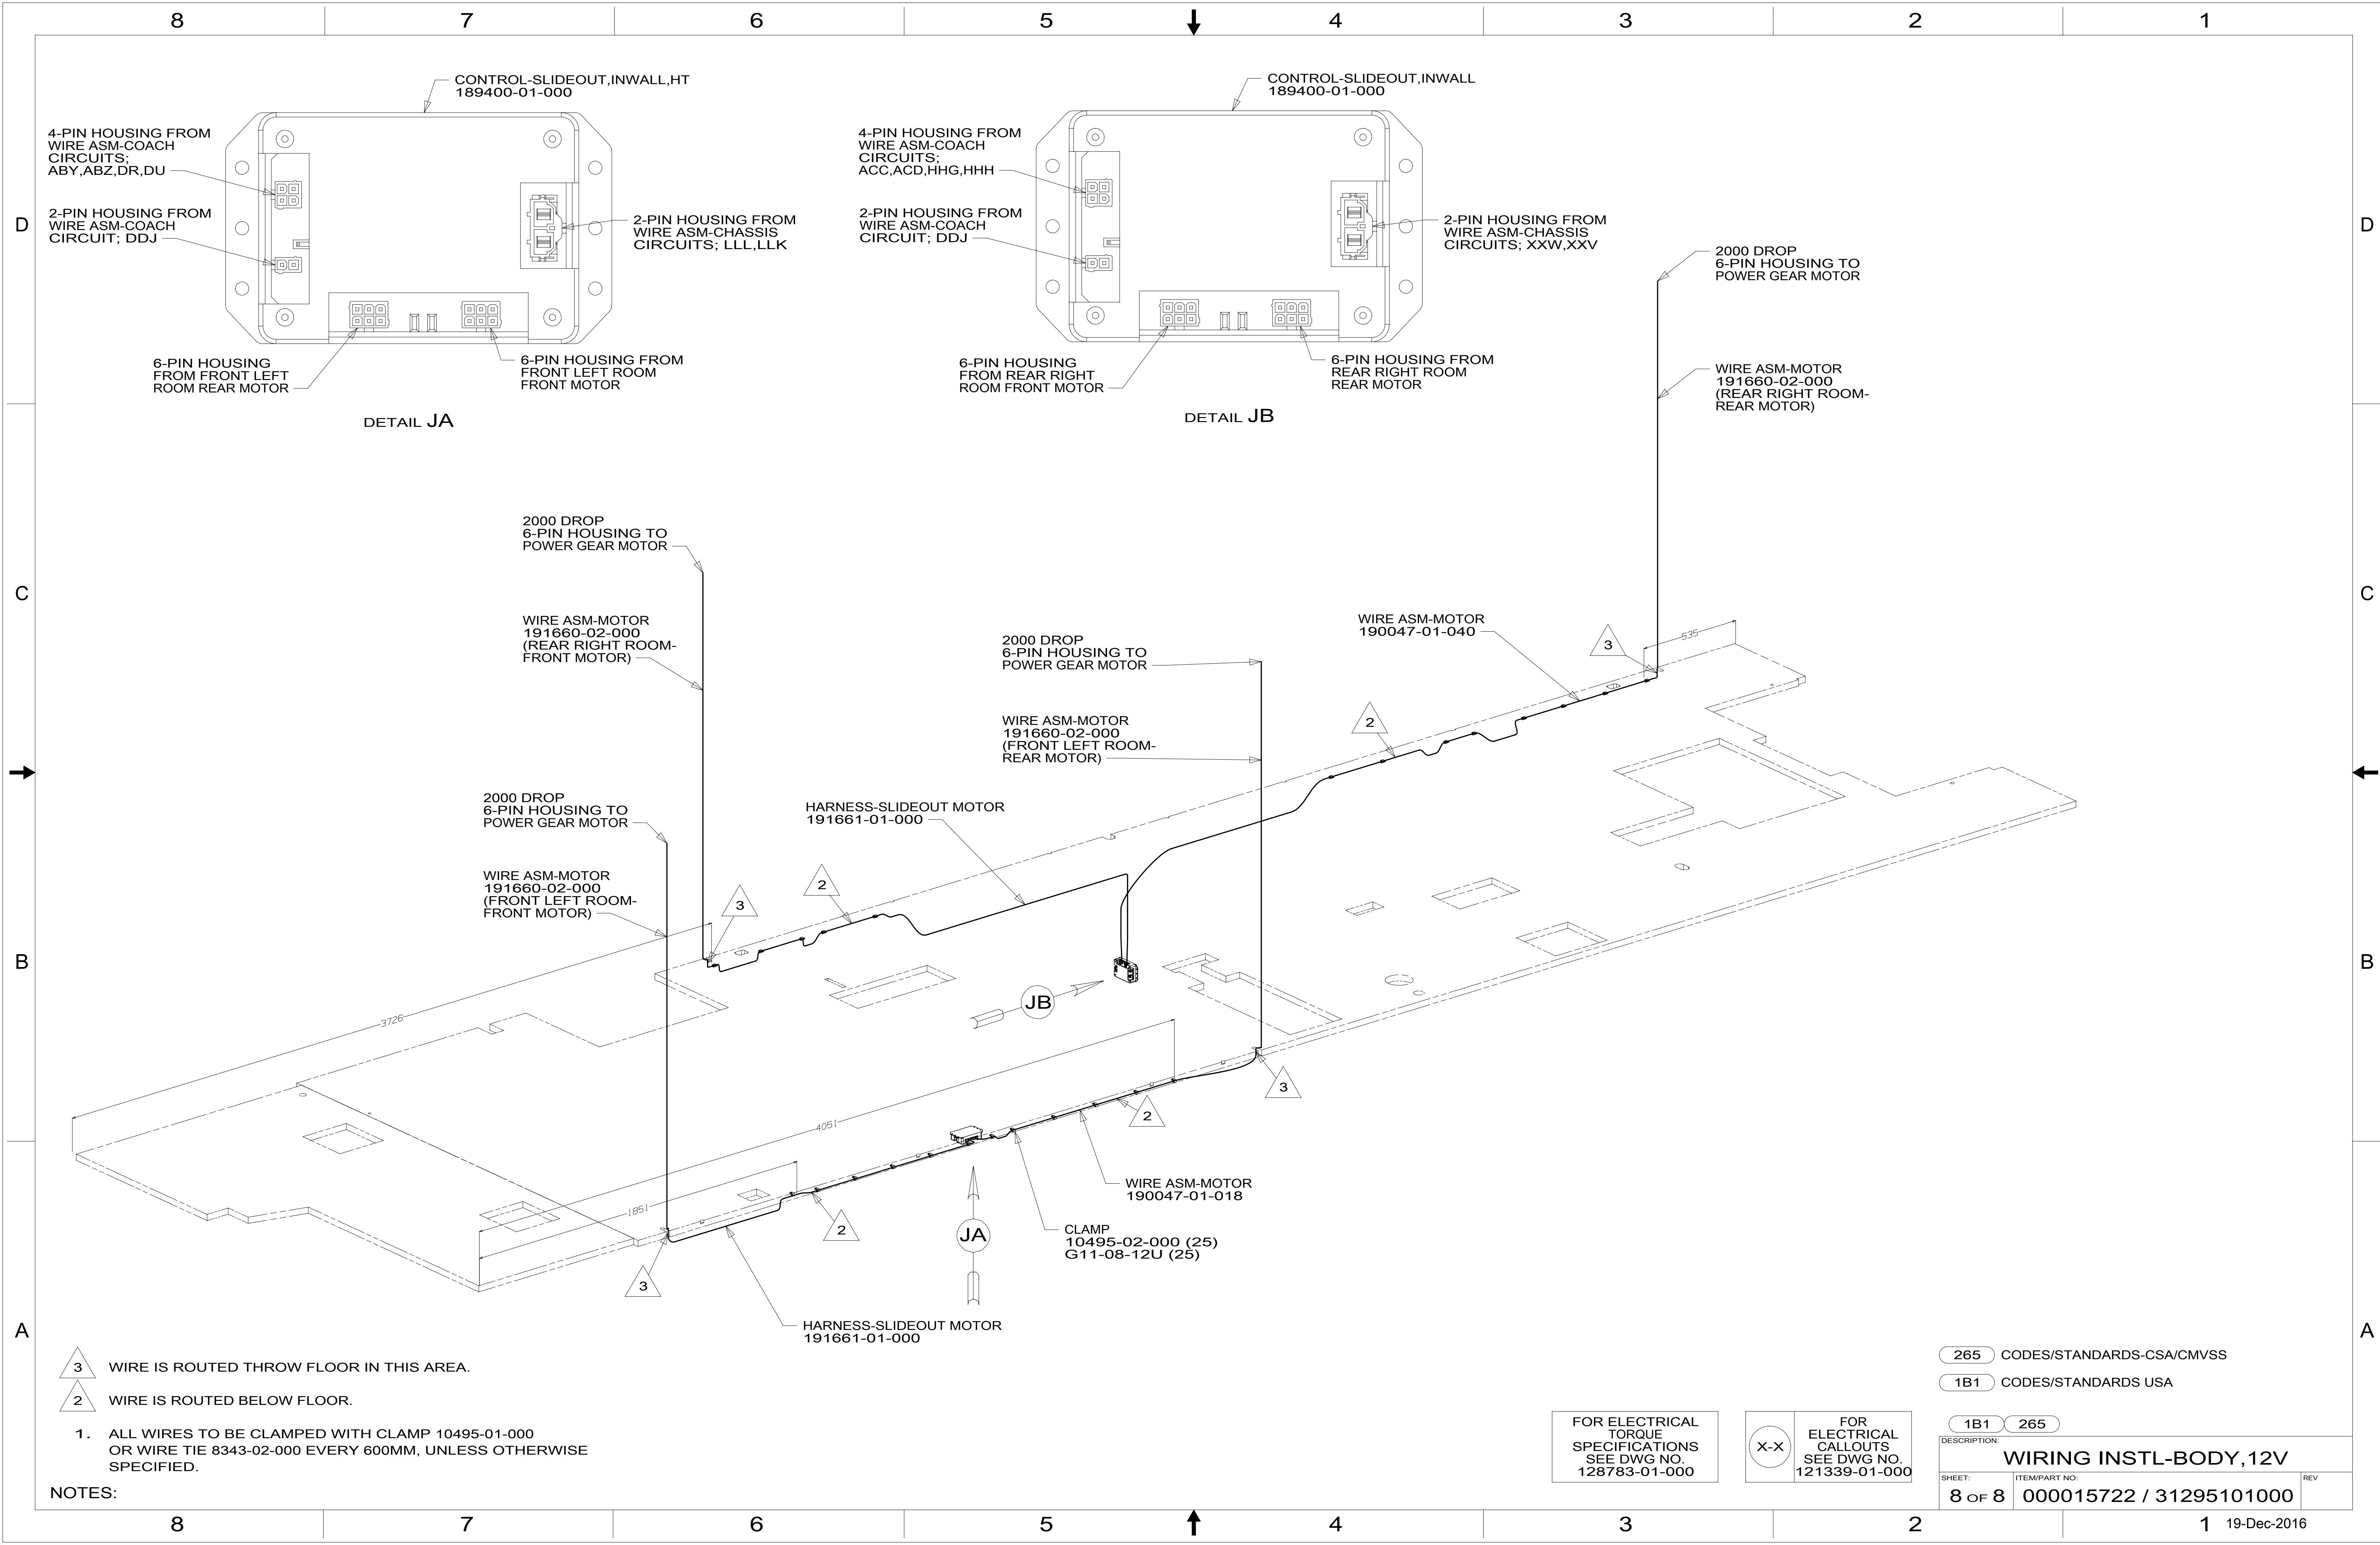 8 7 6 5 4 3 2 1
CONTROL-SLIDEOUT,INWALL,HT
189400-01-000
4-PIN HOUSING FROM
WIRE ASM-COACH
CIRCUITS;
ABY,ABZ,DR,DU
2-PIN HOUSING FROM
WIRE ASM-COACH
CIRCUIT; DDJ
2-PIN HOUSING FROM
WIRE ASM-CHASSIS
CIRCUITS; LLL,LLK
6-PIN HOUSING
FROM FRONT LEFT
ROOM REAR MOTOR
6-PIN HOUSING FROM
FRONT LEFT ROOM
FRONT MOTOR
DETAIL JA
CONTROL-SLIDEOUT,INWALL
189400-01-000
4-PIN HOUSING FROM
WIRE ASM-COACH
CIRCUITS;
ACC,ACD,HHG,HHH
2-PIN HOUSING FROM
WIRE ASM-COACH
CIRCUIT; DDJ
2-PIN HOUSING FROM
WIRE ASM-CHASSIS
CIRCUITS; XXW,XXV
6-PIN HOUSING
FROM REAR RIGHT
ROOM FRONT MOTOR
6-PIN HOUSING FROM
REAR RIGHT ROOM
REAR MOTOR
DETAIL JB
2000 DROP
6-PIN HOUSING TO
POWER GEAR MOTOR
WIRE ASM-MOTOR
191660-02-000
(REAR RIGHT ROOM-
REAR MOTOR)
D
D
2000 DROP
6-PIN HOUSING TO
POWER GEAR MOTOR
WIRE ASM-MOTOR
191660-02-000
(REAR RIGHT ROOM-
FRONT MOTOR)
2000 DROP
6-PIN HOUSING TO
POWER GEAR MOTOR
WIRE ASM-MOTOR
191660-02-000
(FRONT LEFT ROOM-
REAR MOTOR)
WIRE ASM-MOTOR
190047-01-040
3
535
2
C
C
2000 DROP
6-PIN HOUSING TO
POWER GEAR MOTOR
WIRE ASM-MOTOR
191660-02-000
(FRONT LEFT ROOM-
FRONT MOTOR)
HARNESS-SLIDEOUT MOTOR
191661-01-000
2
3
B
B
JB
3726
3
2
4051
WIRE ASM-MOTOR
190047-01-018
1851
2
JA
CLAMP
10495-02-000 (25)
G11-08-12U (25)
3
HARNESS-SLIDEOUT MOTOR
191661-01-000
A
A
3 WIRE IS ROUTED THROW FLOOR IN THIS AREA.
2 WIRE IS ROUTED BELOW FLOOR.
1. ALL WIRES TO BE CLAMPED WITH CLAMP 10495-01-000
OR WIRE TIE 8343-02-000 EVERY 600MM, UNLESS OTHERWISE
SPECIFIED.
NOTES:
265 CODES/STANDARDS-CSA/CMVSS
1B1 CODES/STANDARDS USA
FOR ELECTRICAL
TORQUE
SPECIFICATIONS
SEE DWG NO.
128783-01-000
X-X
FOR
ELECTRICAL
CALLOUTS
SEE DWG NO.
121339-01-000
1B1 265
DESCRIPTION:
WIRING INSTL-BODY,12V
SHEET: ITEM/PART NO: REV
8 OF 8 000015722 / 31295101000
8 7 6 5 4 3 2 1
19-Dec-2016